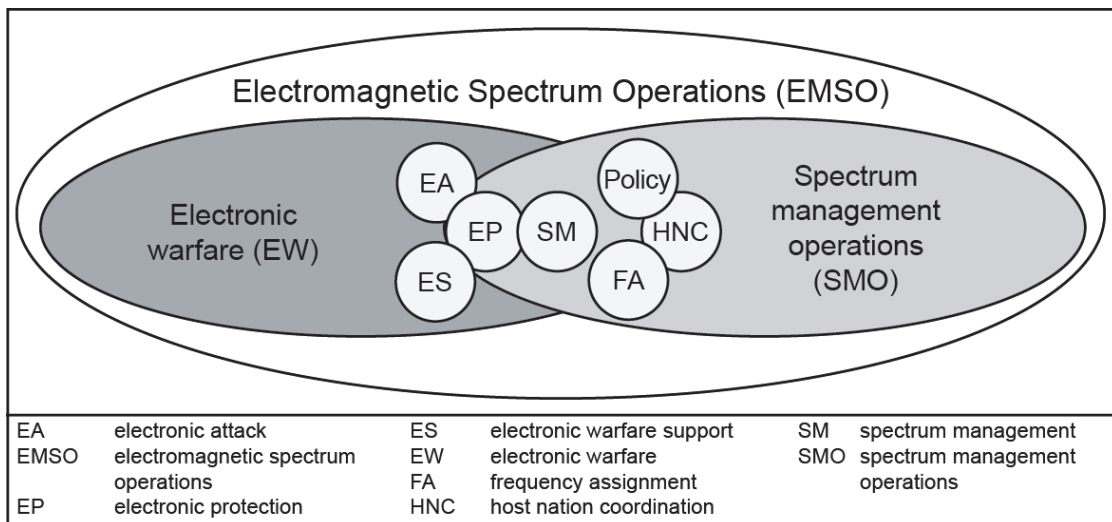 Electromagnetic Spectrum Operations (EMSO)
Electronic
warfare (EW)
EA
EP
ES
SM
Policy
HNC
FA
Spectrum
management
operations
(SMO)
EA electronic attack
EMSO electromagnetic spectrum
operations
EP electronic protection
ES electronic warfare support
EW electronic warfare
FA frequency assignment
HNC host nation coordination
SM spectrum management
SMO spectrum management
operations